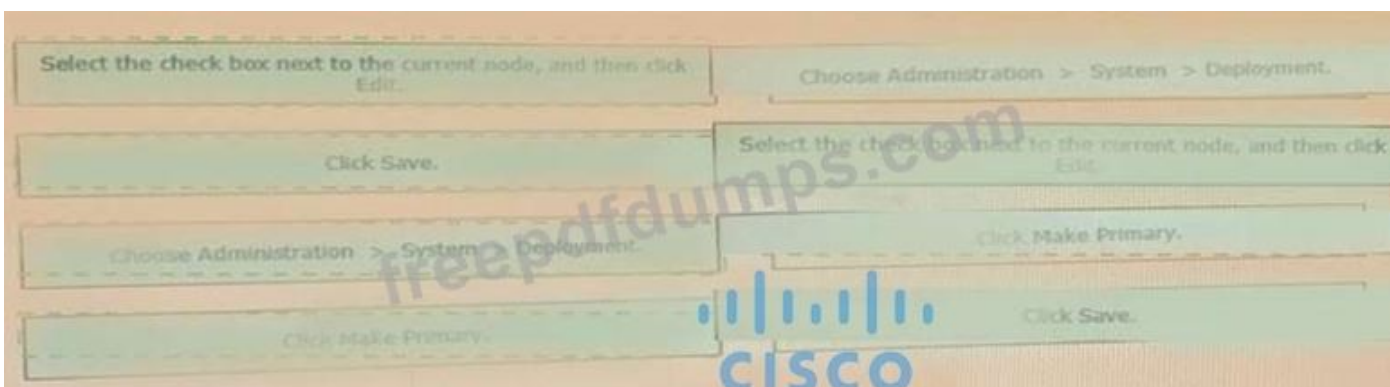 Select the check box next to the current node, and then click
Edit.
Choose Administration > System > Deployment.
Click Save.
Select the check box next to the current node, and then click
Edit.
Choose Administration > System > Deployment.
Click Make Primary.
Click Make Primary.
Click Save.
freepdfdumps.com
CISCO